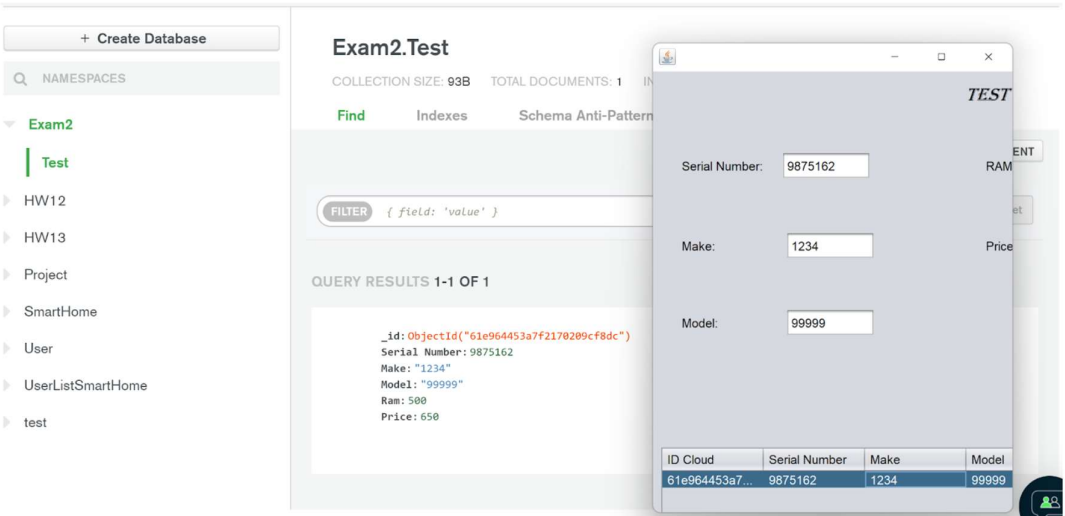 + Create Database
NAMESPACES
Exam2
Test
HW12
HW13
Project
SmartHome
User
UserListSmartHome
test
Exam2.Test
COLLECTION SIZE: 93B TOTAL DOCUMENTS: 1 IN
Find Indexes Schema Anti-Pattern
ENT
FILTER { field: 'value' }
et
QUERY RESULTS 1-1 OF 1
_id: ObjectId("61e964453a7f2170209cf8dc")
Serial Number: 9875162
Make: "1234"
Model: "99999"
Ram: 500
Price: 650
TEST
Serial Number: 9875162 RAM
Make: 1234 Price
Model: 99999
ID Cloud Serial Number Make Model
61e964453a7... 9875162 1234 99999